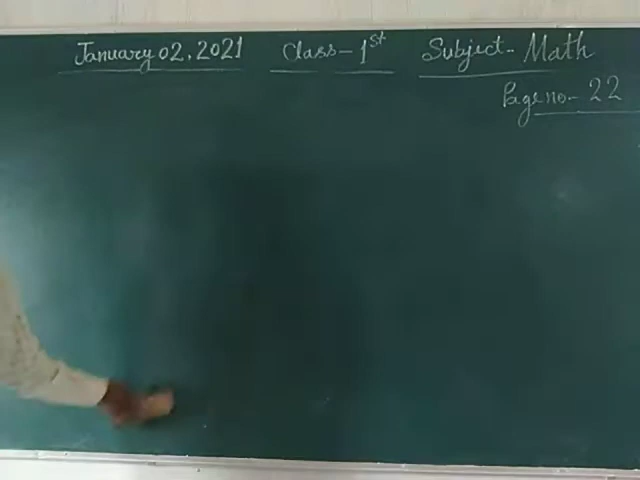 January 02, 2021 Class- 1st Subject- Math
Page no- 22